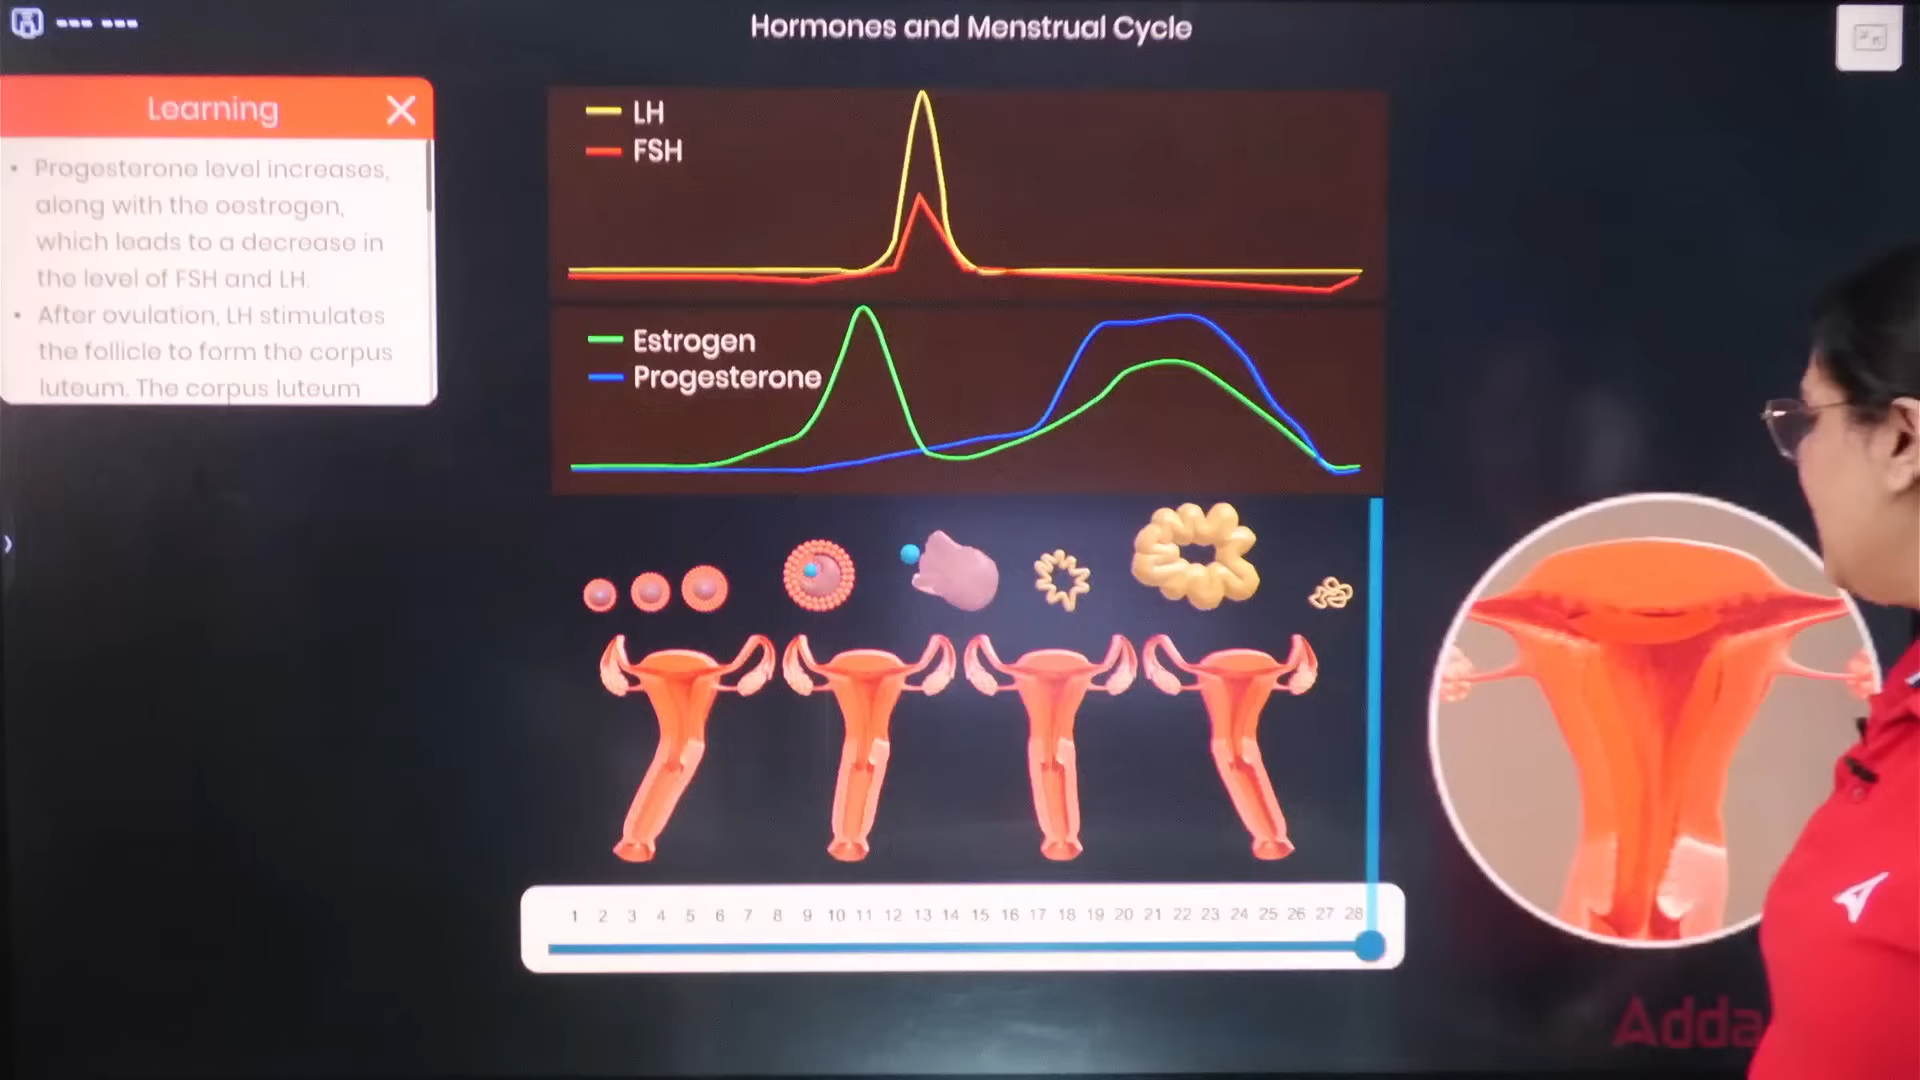 Hormones and Menstrual Cycle
Learning
• Progesterone level increases,
along with the oestrogen,
which leads to a decrease in
the level of FSH and LH.
• After ovulation, LH stimulates
the follicle to form the corpus
luteum. The corpus luteum
LH
FSH
Estrogen
Progesterone
1 2 3 4 5 6 7 8 9 10 11 12 13 14 15 16 17 18 19 20 21 22 23 24 25 26 27 28
Adda